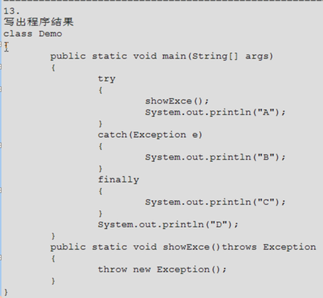 13.
写出程序结果
class Demo
{
public static void main(String[] args)
{
try
{
showExce();
System.out.println("A");
}
catch(Exception e)
{
System.out.println("B");
}
finally
{
System.out.println("C");
}
System.out.println("D");
}
public static void showExce()throws Exception
{
throw new Exception();
}
}